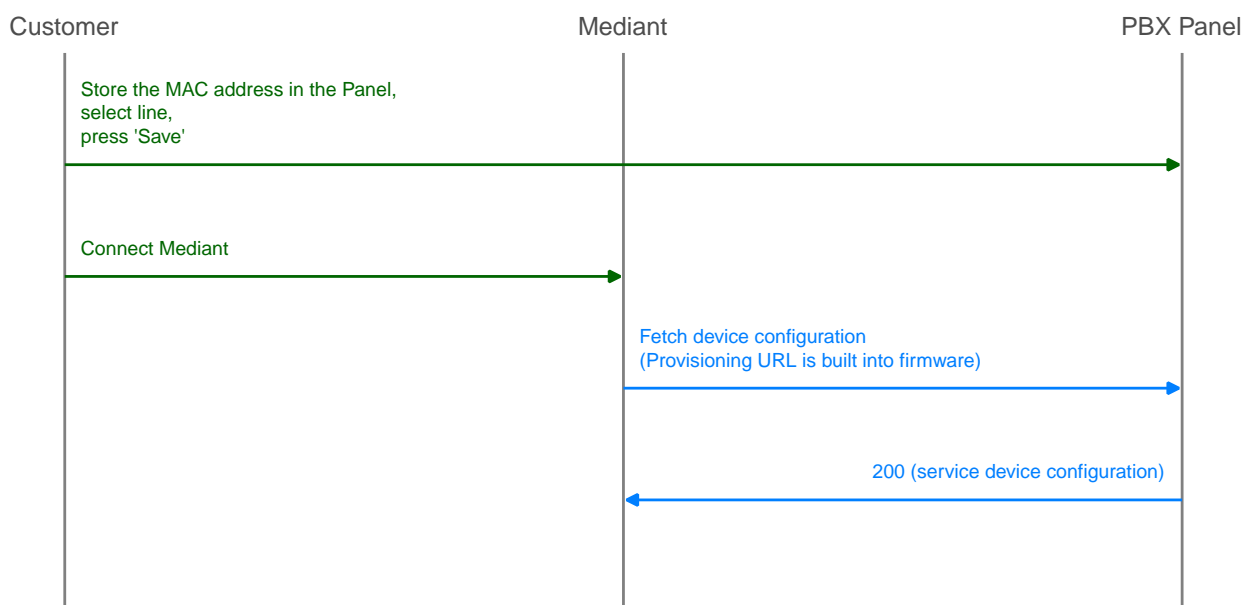 Customer
Mediant
PBX Panel
Store the MAC address in the Panel,
select line,
press 'Save'
Connect Mediant
Fetch device configuration
(Provisioning URL is built into firmware)
200 (service device configuration)